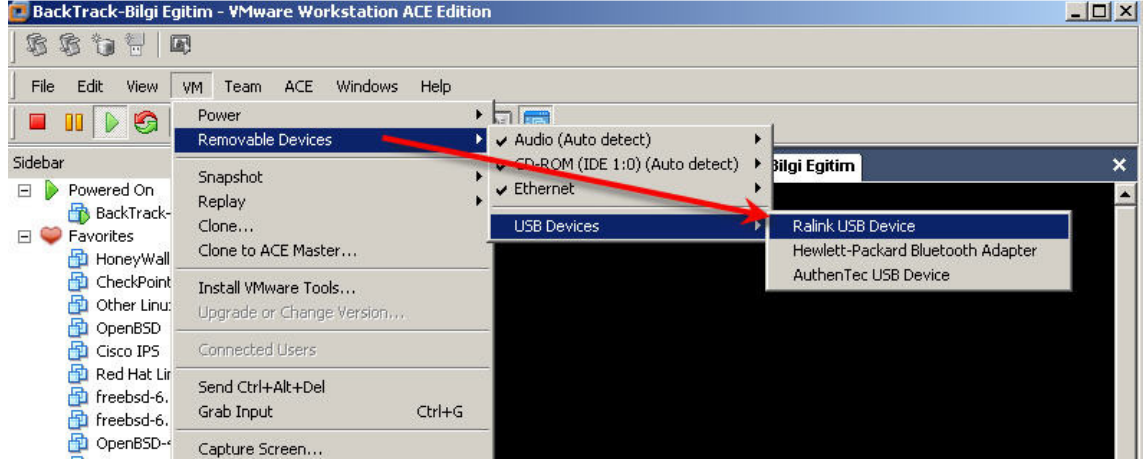 BackTrack-Bilgi Egitim - VMware Workstation ACE Edition
File Edit View VM Team ACE Windows Help
Power
Removable Devices
Snapshot
Replay
Clone...
Clone to ACE Master...
Install VMware Tools...
Upgrade or Change Version...
Connected Users
Send Ctrl+Alt+Del
Grab Input Ctrl+G
Capture Screen...
Audio (Auto detect)
CD-ROM (IDE 1:0) (Auto detect)
Ethernet
USB Devices
Ralink USB Device
Hewlett-Packard Bluetooth Adapter
AuthenTec USB Device
Bilgi Egitim
Sidebar
Powered On
BackTrack-
Favorites
HoneyWall
CheckPoint
Other Linu
OpenBSD
Cisco IPS
Red Hat Lin
freebsd-6.
freebsd-6.
OpenBSD-